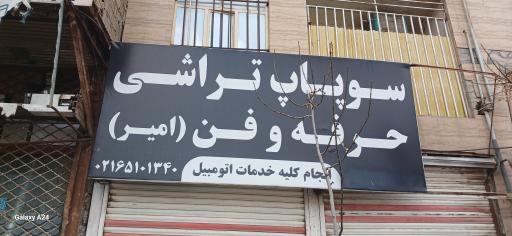 سوپاپ تراشی
حرفه و فن (امیر)
انجام کلیه خدمات اتومبیل
۰۲۱۶۵۱۰۱۳۴۰
Galaxy A24